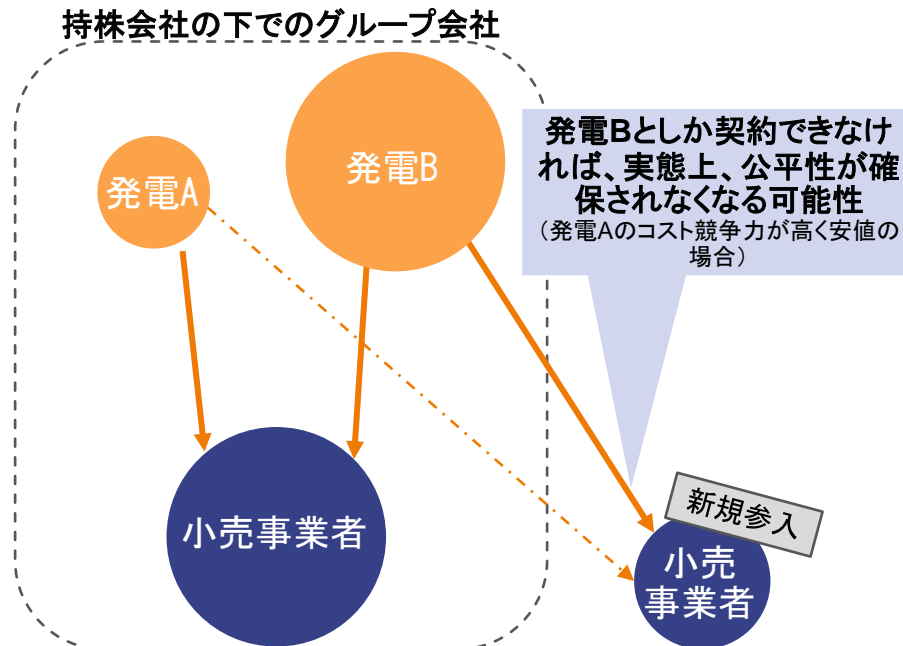 持株会社の下でのグループ会社
発電A
発電B
発電Bとしか契約できなけ
れば、実態上、公平性が確
保されなくなる可能性
（発電Aのコスト競争力が高く安値の
場合）
小売事業者
新規参入
小売
事業者